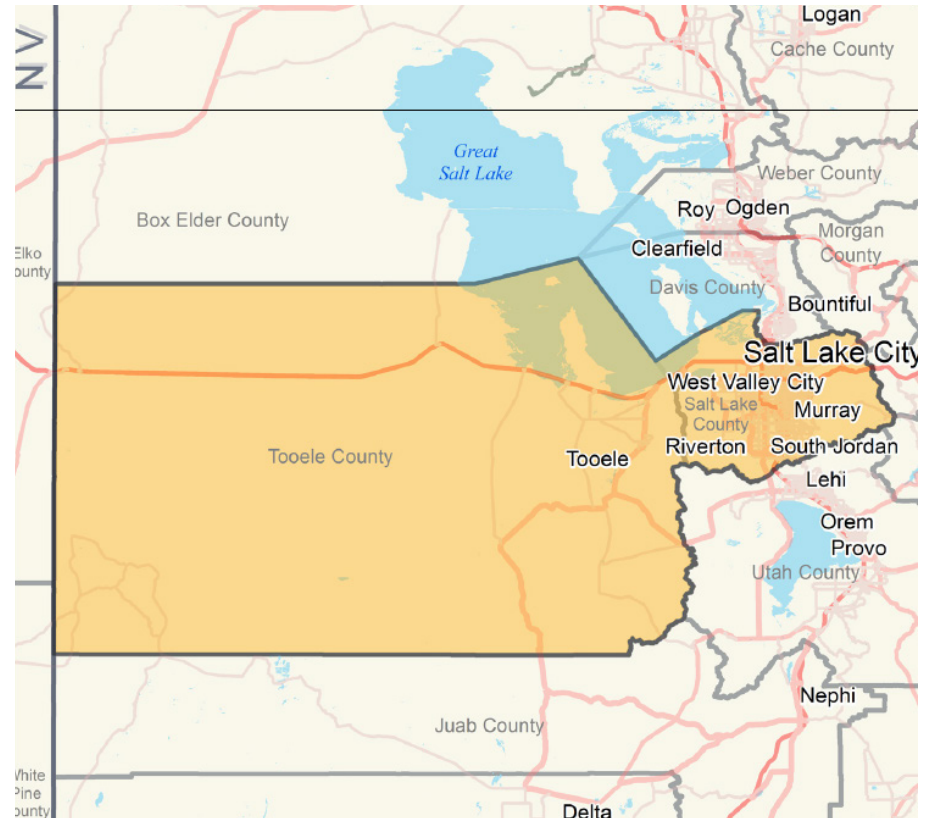 Logan
NV
Cache County
Great
Salt Lake
Weber County
Roy
Ogden
Box Elder County
Morgan
County
Elko
ounty
Clearfield
Davis County
Bountiful
Salt Lake City
West Valley City
Salt Lake
County
Murray
Riverton
South Jordan
Tooele County
Tooele
Lehi
Orem
Provo
Utah County
Nephi
Juab County
White
Pine
ounty
Delta